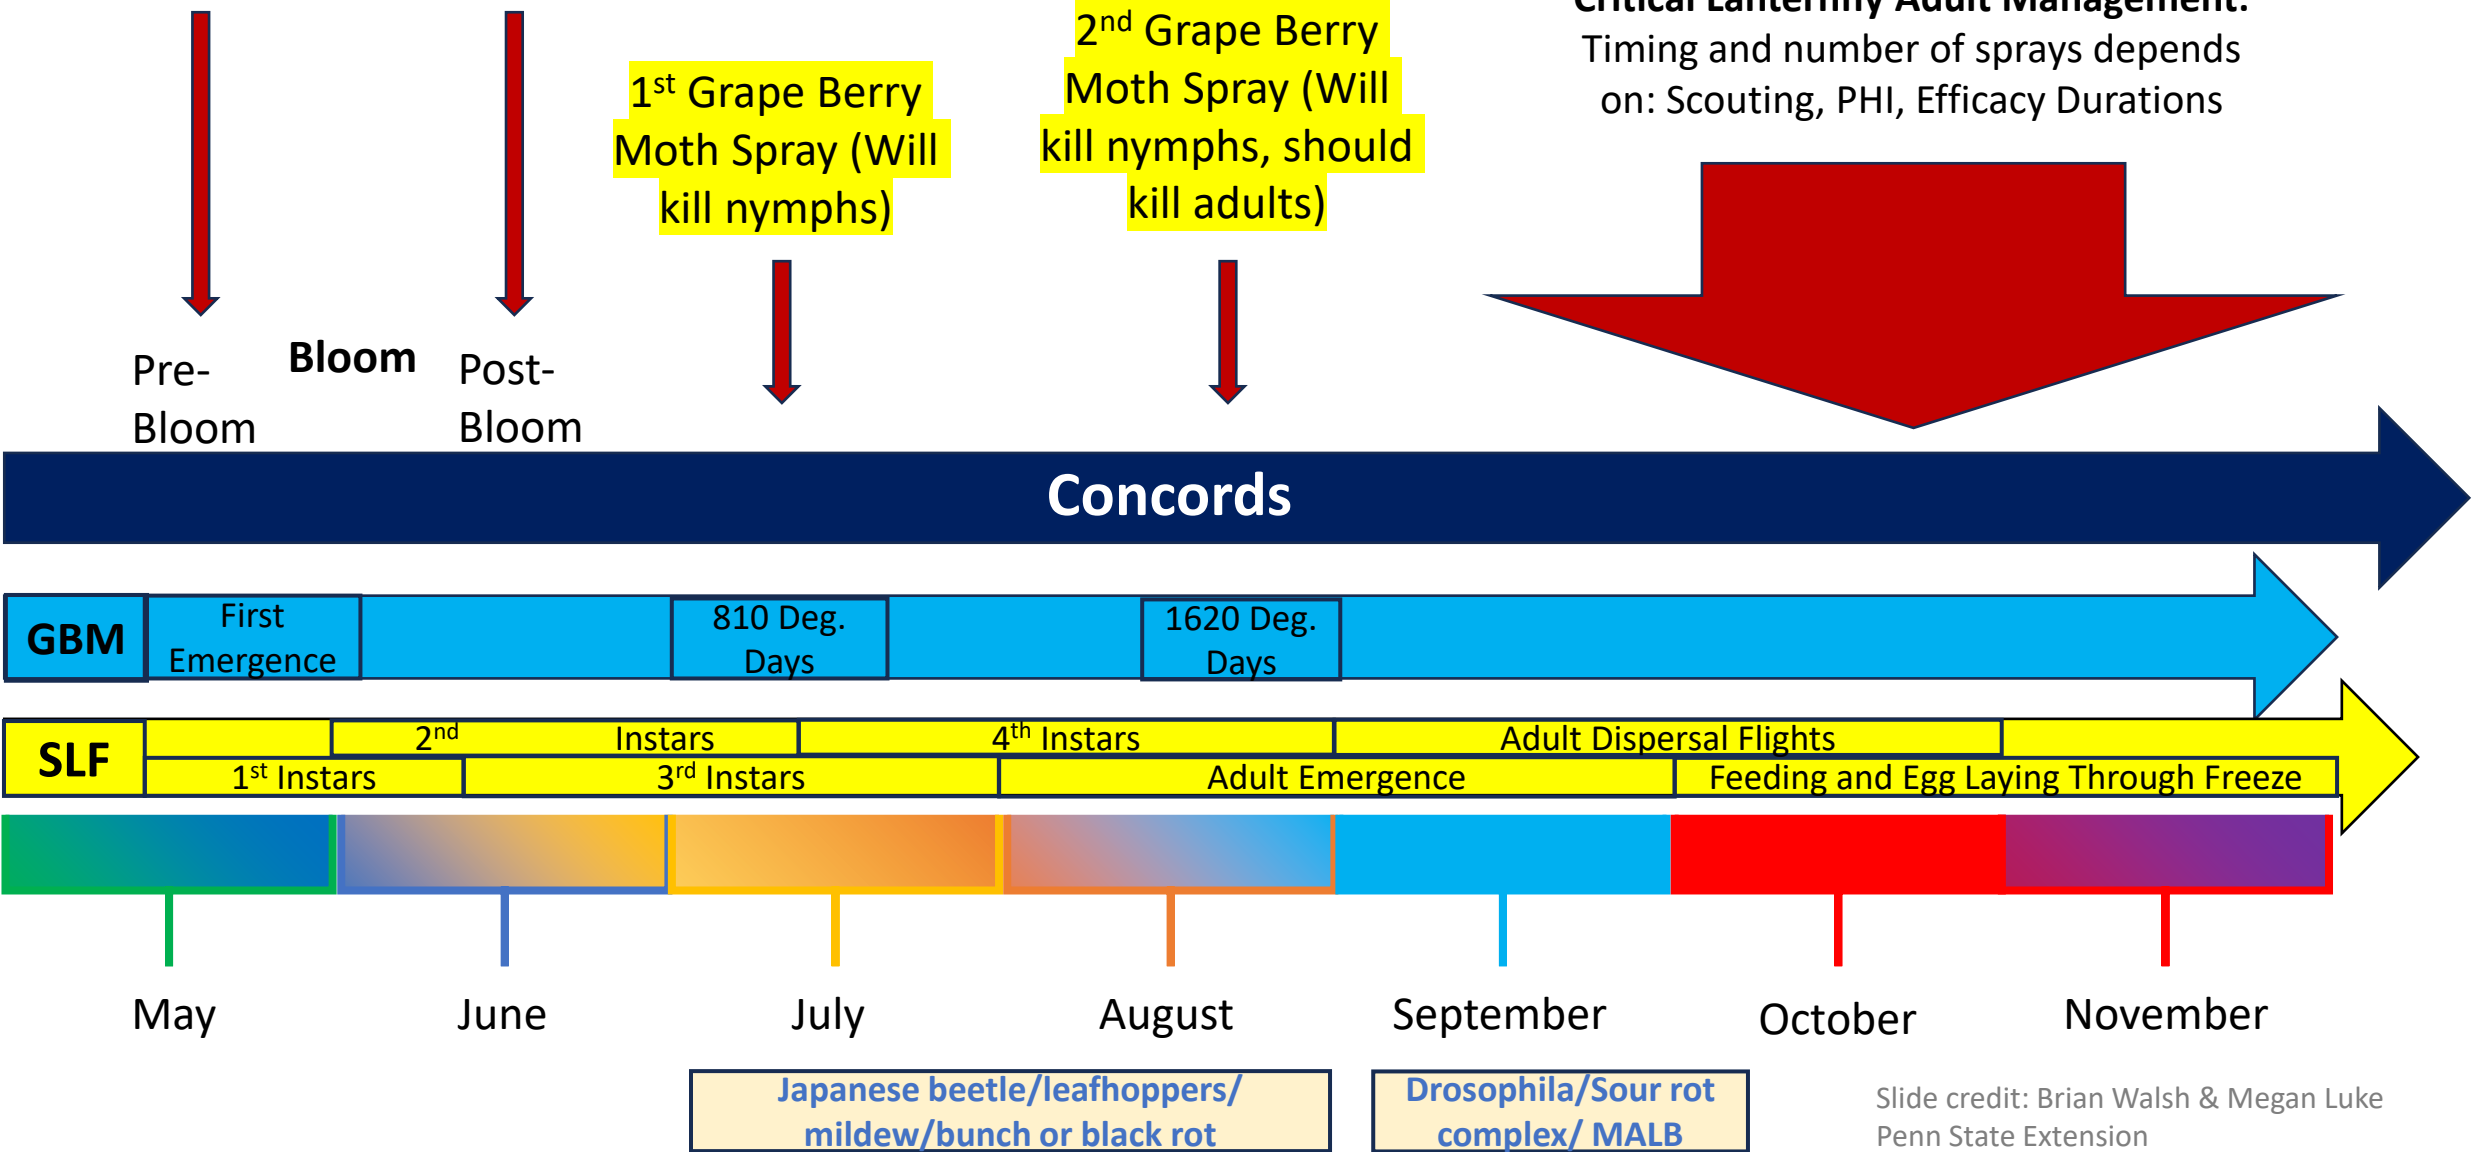 Critical Lanternfly Adult Management:
Timing and number of sprays depends
on: Scouting, PHI, Efficacy Durations
2nd Grape Berry
Moth Spray (Will
kill nymphs, should
kill adults)
1st Grape Berry
Moth Spray (Will
kill nymphs)
Pre-
Bloom
Bloom
Post-
Bloom
Concords
GBM
First
Emergence
810 Deg.
Days
1620 Deg.
Days
SLF
2nd Instars
4th Instars
Adult Dispersal Flights
1st Instars
3rd Instars
Adult Emergence
Feeding and Egg Laying Through Freeze
May
June
July
August
September
October
November
Japanese beetle/leafhoppers/
mildew/bunch or black rot
Drosophila/Sour rot
complex/ MALB
Slide credit: Brian Walsh & Megan Luke
Penn State Extension